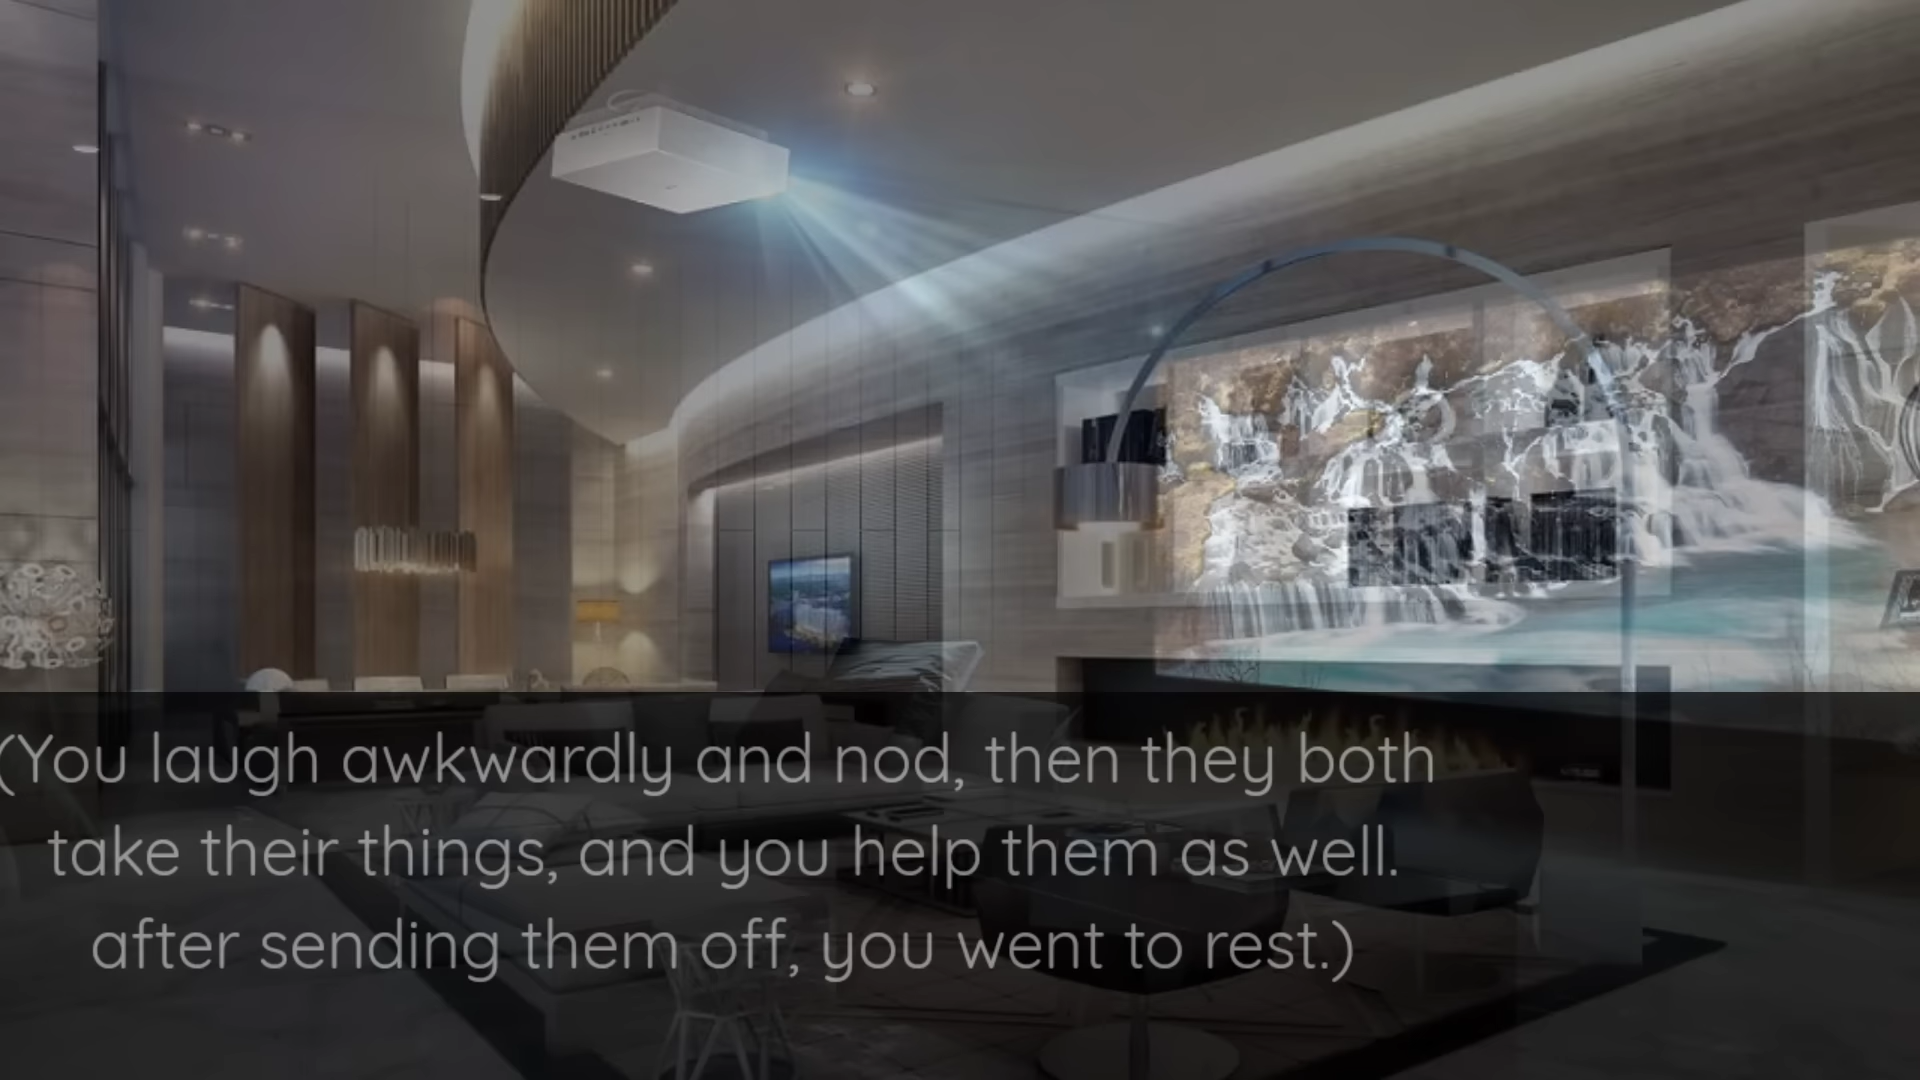 (You laugh awkwardly and nod, then they both
take their things, and you help them as well.
after sending them off, you went to rest.)